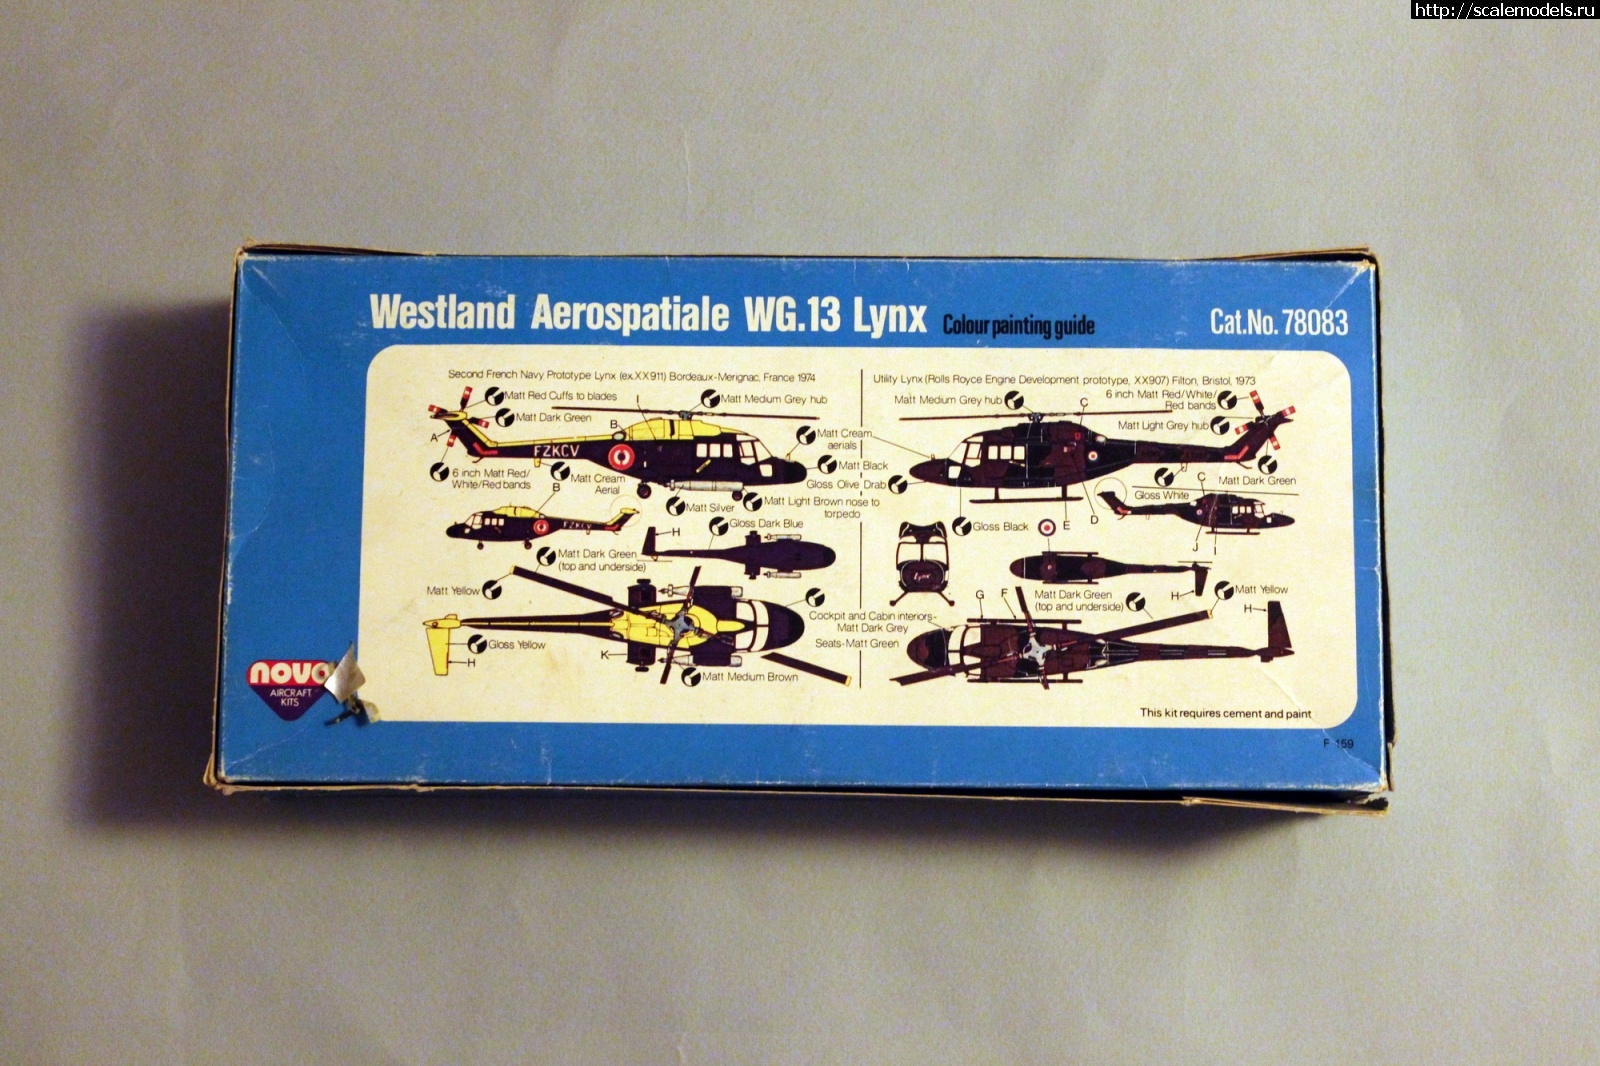 http://scalemodels.ru
Westland Aerospatiale WG.13 Lynx Colour painting guide
Cat.No. 78083
Second French Navy Prototype Lynx (ex.XX911) Bordeaux-Merignac, France 1974
Matt Red Cuffs to blades
I
Matt Medium Grey hub
Matt Dark Green
B
A
FZKCV
Matt Cream
aerials
Matt Black
6 inch Matt Red/
White/Red bands
Matt Cream
Aerial
Gloss Olive Drab
B
Matt Silver
Matt Light Brown nose to
torpedo
FZKCV
H
Gloss Dark Blue
Matt Dark Green
(top and underside)
Matt Yellow
Cockpit and Cabin interiors-
Matt Dark Grey
Seats-Matt Green
Gloss Yellow
H
K
Matt Medium Brown
Utility Lynx (Rolls Royce Engine Development prototype, XX907) Filton, Bristol, 1973
Matt Medium Grey hub
C
6 inch Matt Red/White/
Red bands
Matt Light Grey hub
Matt Dark Green
C
Gloss White
Gloss Black
E
D
J
I
Lynx
Matt Dark Green
(top and underside)
H
Matt Yellow
G
F
H
novo
AIRCRAFT
KITS
This kit requires cement and paint
F 159